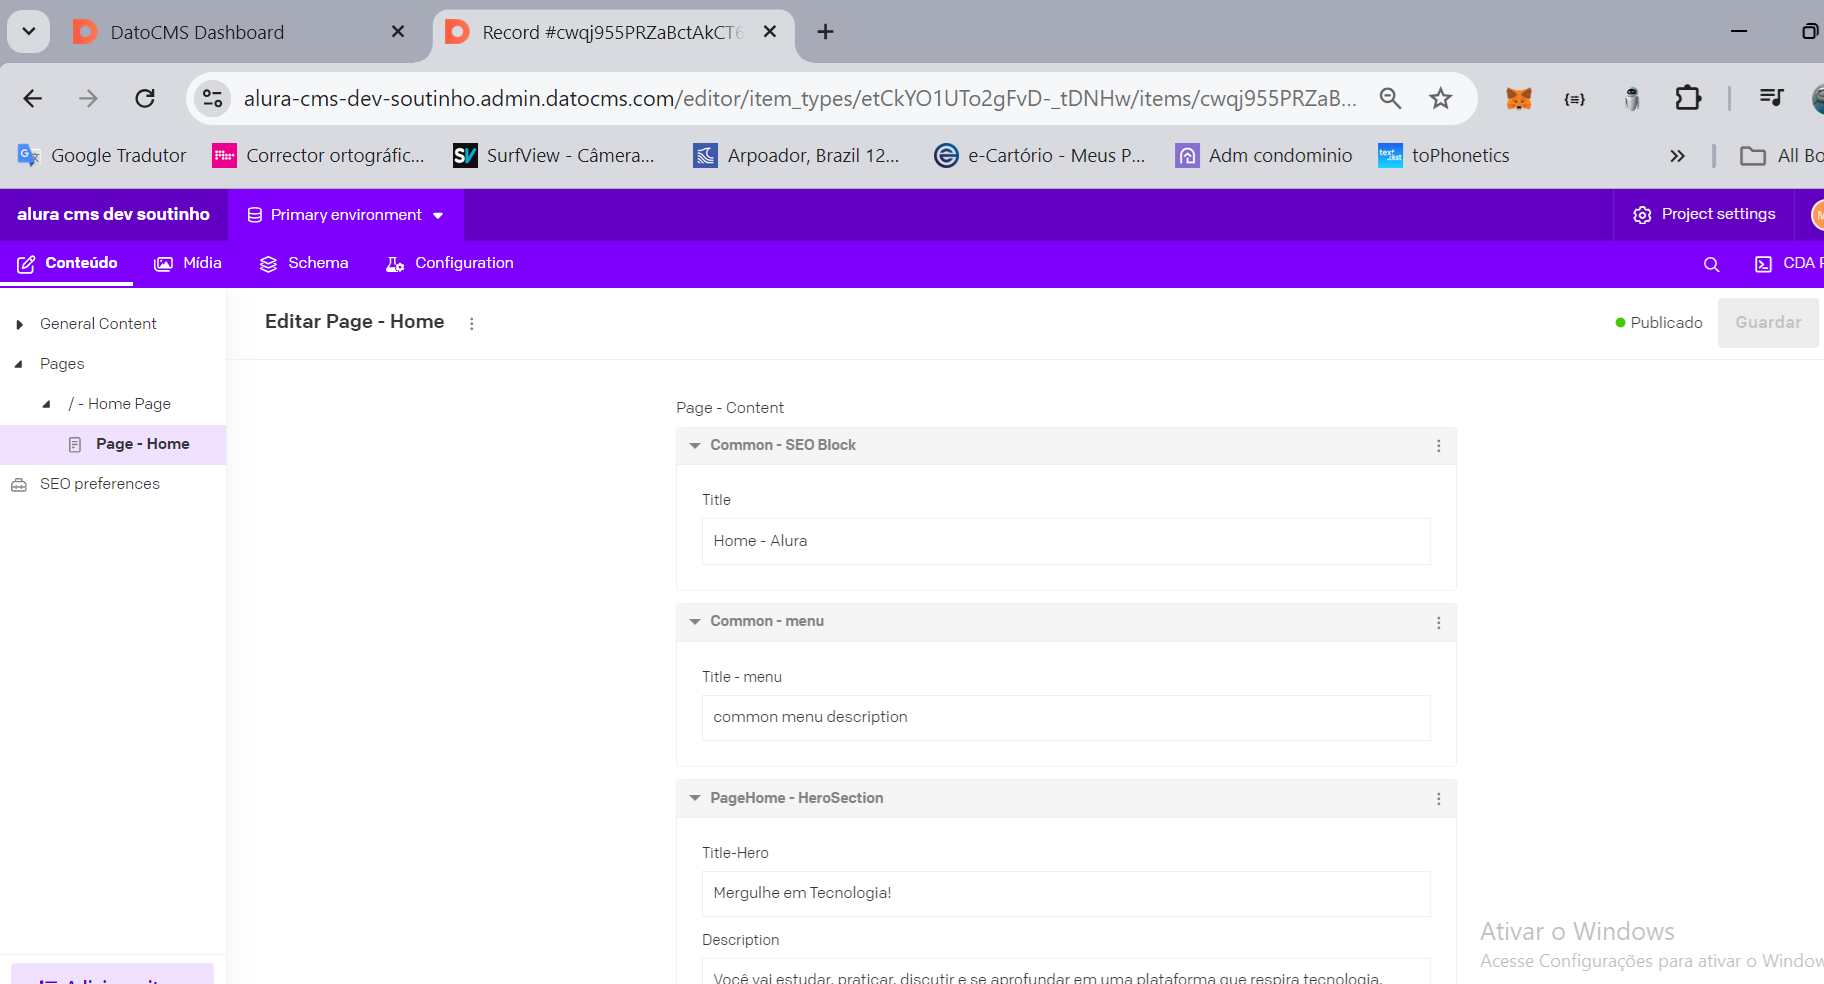 DatoCMS Dashboard
Record #cwqj955PRZaBctAkCT6
alura-cms-dev-soutinho.admin.datocms.com/editor/item_types/etCkYO1UTo2gFvD-_tDNHw/items/cwqj955PRZaB...
Google Tradutor
Corrector ortográfic...
SurfView - Câmera...
Arpoador, Brazil 12...
e-Cartório - Meus P...
Adm condominio
toPhonetics
All Bo
alura cms dev soutinho
Primary environment
Project settings
Conteúdo
Mídia
Schema
Configuration
CDA P
General Content
Pages
/ - Home Page
Page - Home
SEO preferences
Editar Page - Home
Publicado
Guardar
Page - Content
Common - SEO Block
Title
Home - Alura
Common - menu
Title - menu
common menu description
PageHome - HeroSection
Title-Hero
Mergulhe em Tecnologia!
Description
Você vai estudar, praticar, discutir e se aprofundar em uma plataforma que respira tecnologia.
Ativar o Windows
Acesse Configurações para ativar o Window